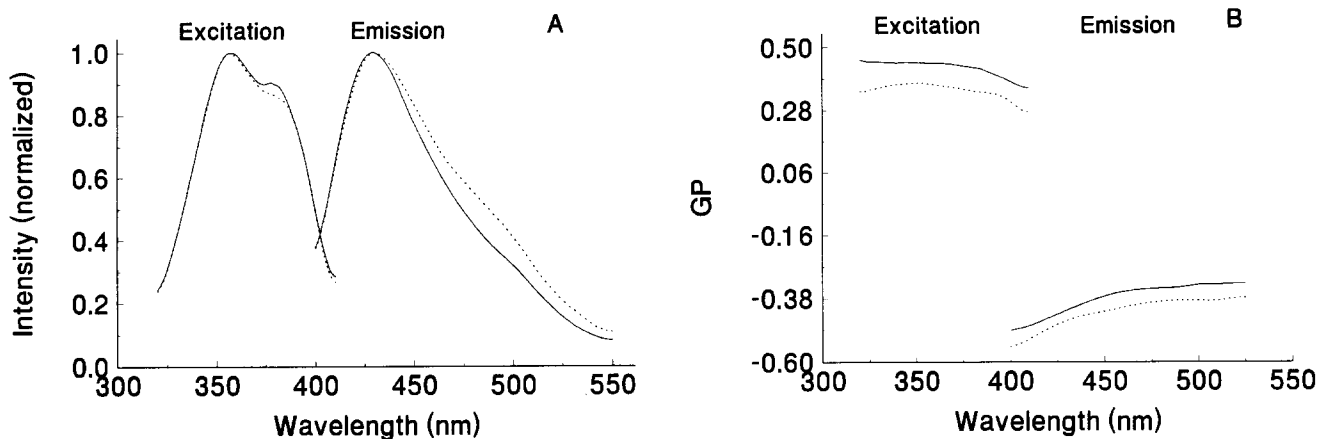 Excitation Emission A
1.0
0.8
0.6
0.4
0.2
0.0
Intensity (normalized)
300 350 400 450 500 550
Wavelength (nm)
Excitation Emission B
0.50
0.28
0.06
-0.16
-0.38
-0.60
GP
300 350 400 450 500 550
Wavelength (nm)